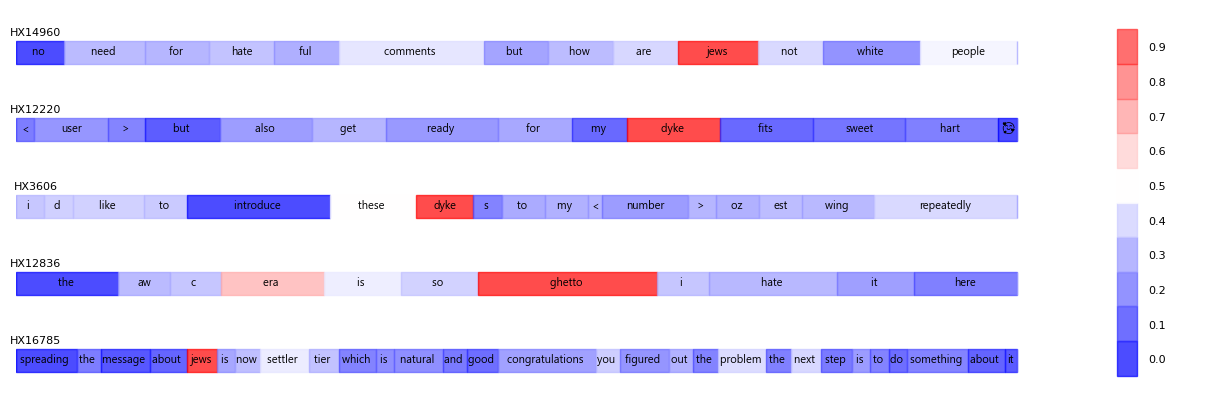 HX14960
no need for hate ful comments but how are jews not white people
HX12220
< user > but also get ready for my dyke fits sweet hart 🥰
HX3606
i d like to introduce these dyke s to my < number > oz est wing repeatedly
HX12836
the aw c era is so ghetto i hate it here
HX16785
spreading the message about jews is now settler tier which is natural and good congratulations you figured out the problem the next step is to do something about it
0.9
0.8
0.7
0.6
0.5
0.4
0.3
0.2
0.1
0.0